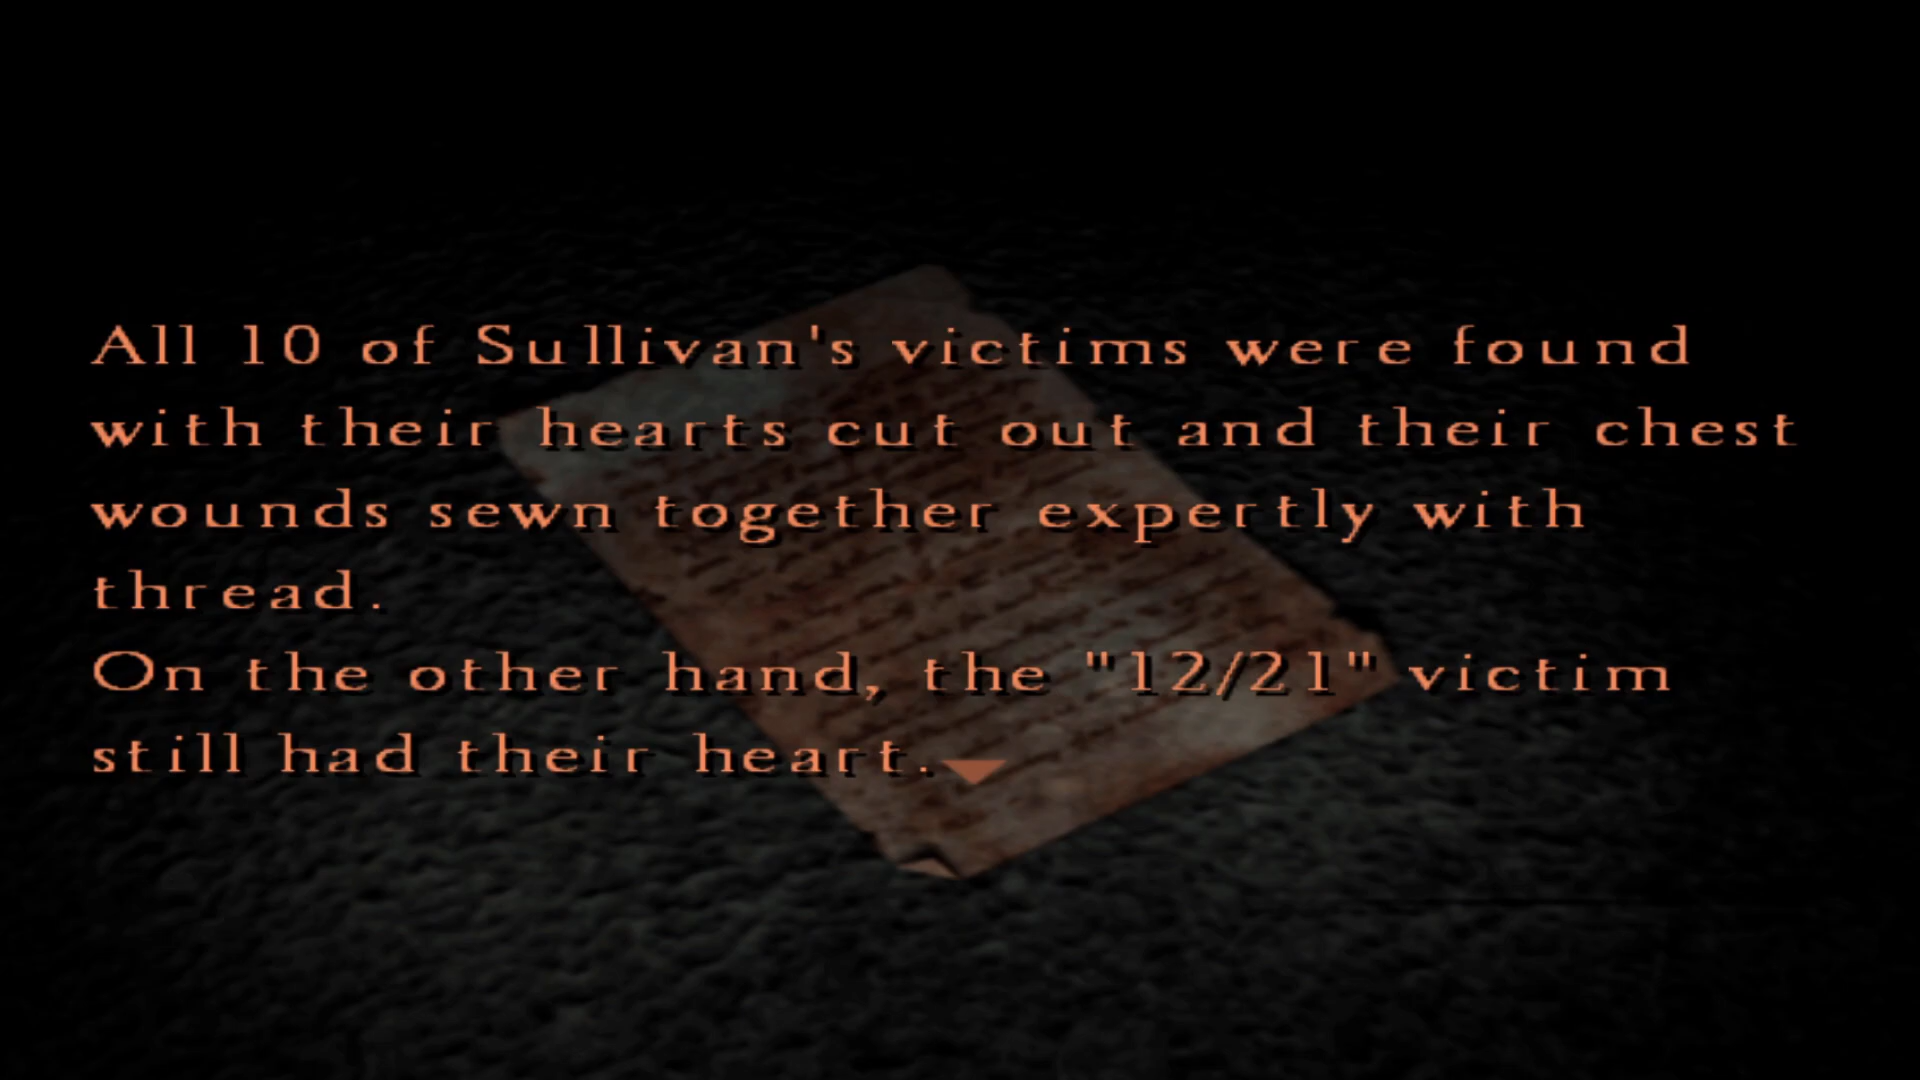 All 10 of Sullivan's victims were found
with their hearts cut out and their chest
wounds sewn together expertly with
thread.
On the other hand, the "12/21" victim
still had their heart.